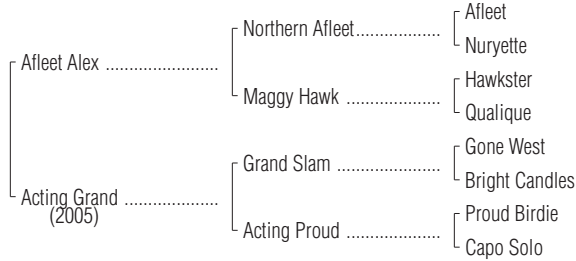 Afleet
Northern Afleet....................
Nuryette
Afleet Alex ........................
Hawkster
Maggy Hawk ......................
Qualique
Gone West
Grand Slam ........................
Bright Candles
Acting Grand ....................
(2005)
Proud Birdie
Acting Proud ......................
Capo Solo